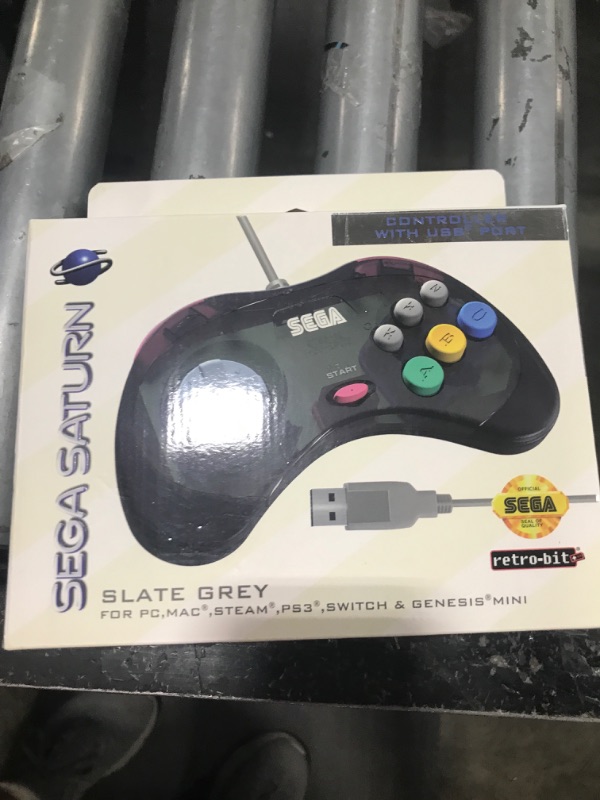 CONTROLLER
WITH USB® PORT
SEGA SATURN
SEGA
START
X
Y
Z
A
B
C
OFFICIAL
SEGA
SEAL OF
QUALITY
retro-bit
SLATE GREY
FOR PC,MAC®,STEAM®,PS3®,SWITCH & GENESIS®MINI